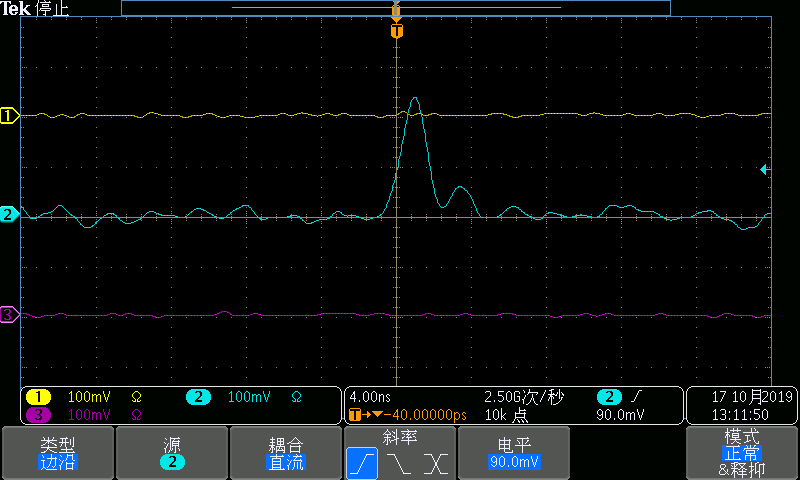 Tek 停止
T
1
2
3
1 100mV Ω 2 100mV Ω
3 100mV Ω
4.00ns 2.50G次/秒
T→▼-40.00000ps 10k 点
2
90.0mV
17 10月2019
13:11:50
类型
边沿
源
2
耦合
直流
斜率
电平
90.0mV
模式
正常
&释抑